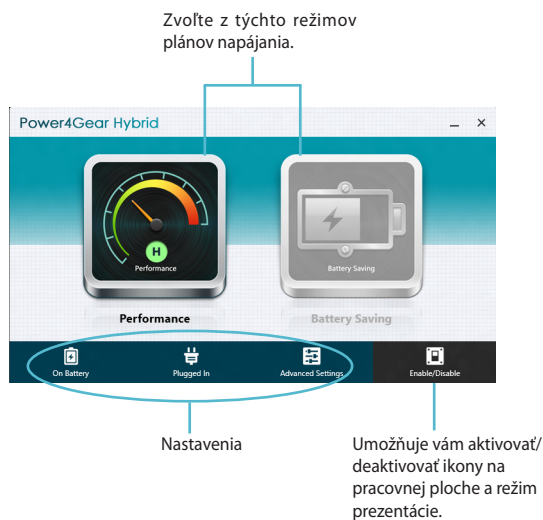 Zvoľte z týchto režimov
plánov napájania.
Power4Gear Hybrid
H
Performance
Battery Saving
Performance
Battery Saving
On Battery
Plugged In
Advanced Settings
Enable/Disable
Nastavenia
Umožňuje vám aktivovať/
deaktivovať ikony na
pracovnej ploche a režim
prezentácie.